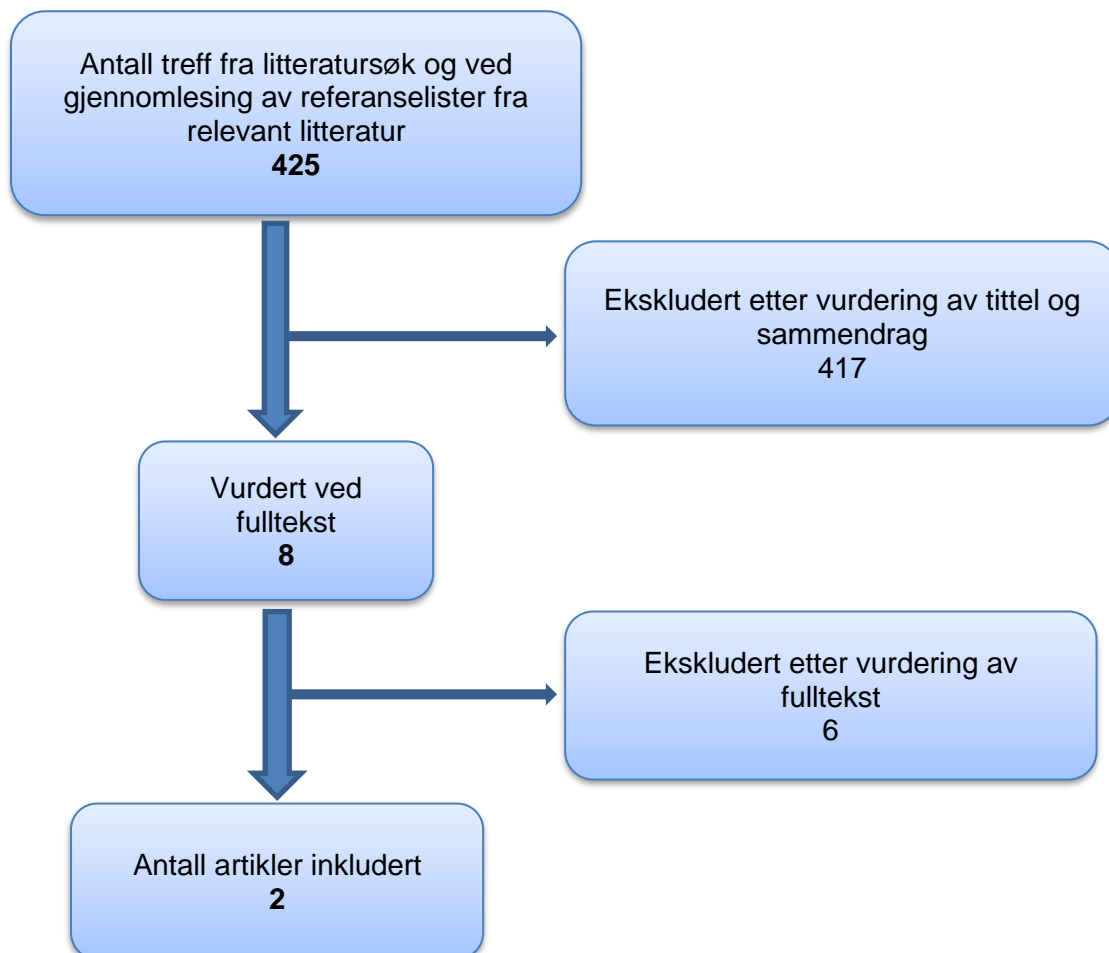 Antall treff fra litteratursøk og ved
gjennomlesing av referanselister fra
relevant litteratur
425
Ekskludert etter vurdering av tittel og
sammendrag
417
Vurdert ved
fulltekst
8
Ekskludert etter vurdering av
fulltekst
6
Antall artikler inkludert
2